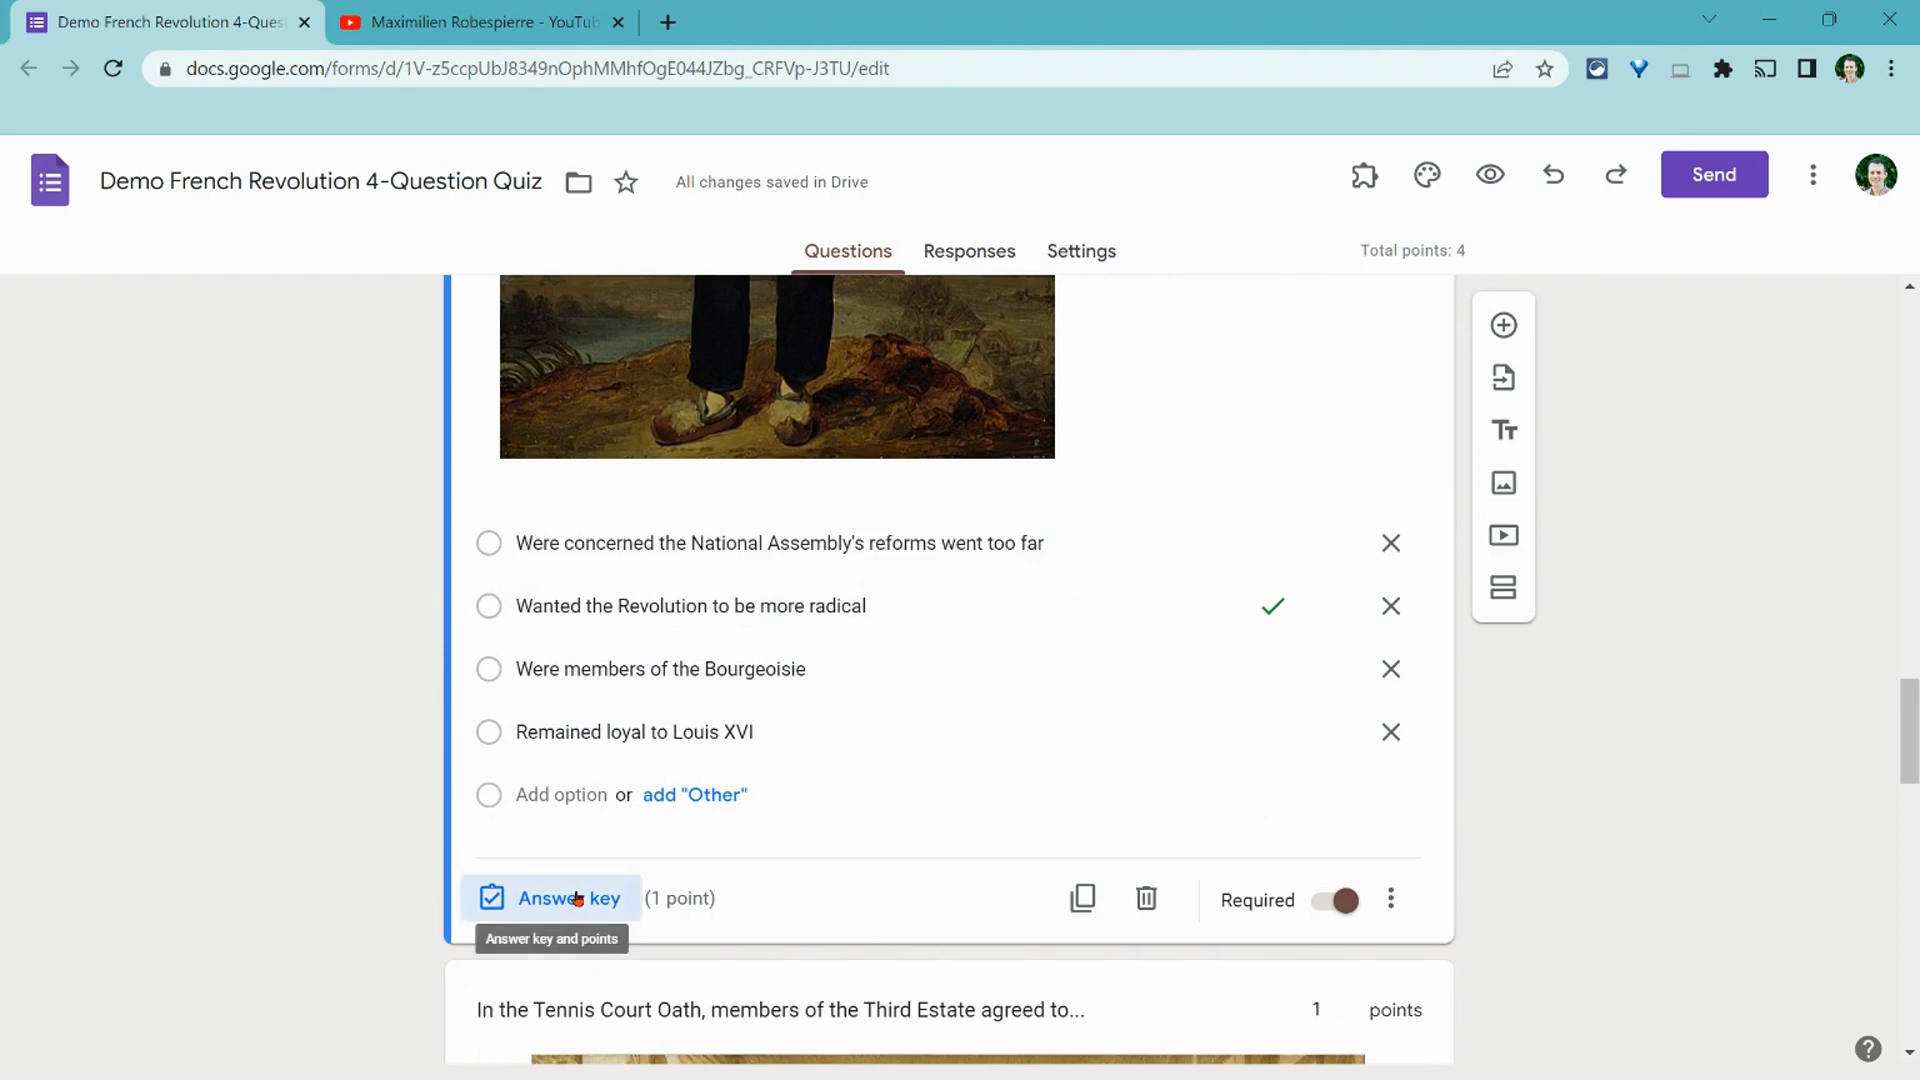 Demo French Revolution 4-Ques
Maximilien Robespierre - YouTub
docs.google.com/forms/d/1V-z5ccpUbJ8349nOphMMhfOgE044JZbg_CRFVp-J3TU/edit
Demo French Revolution 4-Question Quiz
All changes saved in Drive
Send
Questions
Responses
Settings
Total points: 4
Were concerned the National Assembly's reforms went too far
Wanted the Revolution to be more radical
Were members of the Bourgeoisie
Remained loyal to Louis XVI
Add option or add "Other"
Answer key (1 point)
Required
Answer key and points
In the Tennis Court Oath, members of the Third Estate agreed to...
1 points